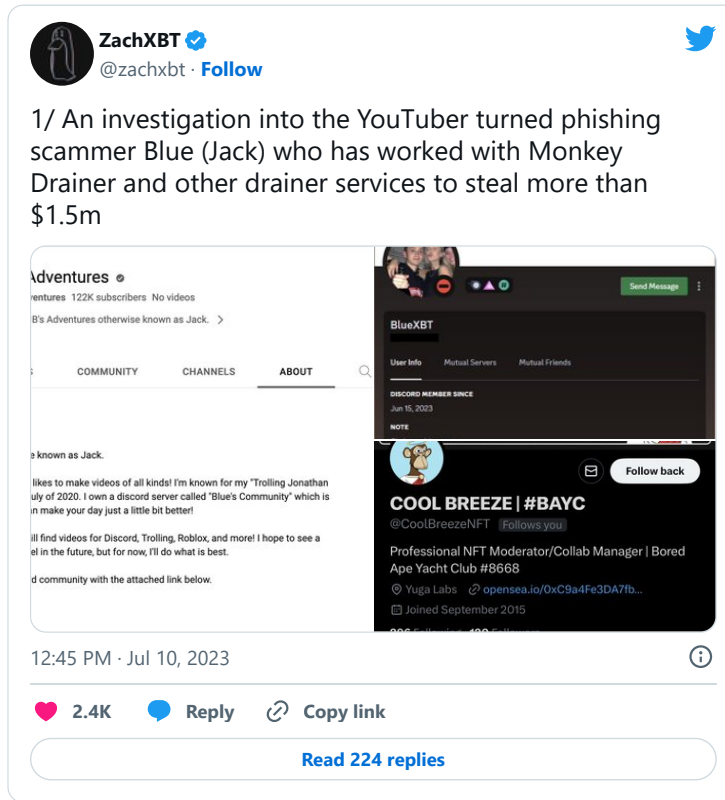 ZachXBT
@zachxbt · Follow
1/ An investigation into the YouTuber turned phishing
scammer Blue (Jack) who has worked with Monkey
Drainer and other drainer services to steal more than
$1.5m
Adventures
ventures 122K subscribers No videos
B's Adventures otherwise known as Jack. >
S COMMUNITY CHANNELS ABOUT
e known as Jack.
likes to make videos of all kinds! I'm known for my "Trolling Jonathan
uly of 2020. I own a discord server called "Blue's Community" which is
n make your day just a little bit better!
ill find videos for Discord, Trolling, Roblox, and more! I hope to see a
el in the future, but for now, I'll do what is best.
d community with the attached link below.
Send Message
BlueXBT
User Info Mutual Servers Mutual Friends
DISCORD MEMBER SINCE
Jun 15, 2023
NOTE
Follow back
COOL BREEZE | #BAYC
@CoolBreezeNFT Follows you
Professional NFT Moderator/Collab Manager | Bored
Ape Yacht Club #8668
Yuga Labs opensea.io/0xC9a4Fe3DA7fb...
Joined September 2015
Following
12:45 PM · Jul 10, 2023
2.4K Reply Copy link
Read 224 replies